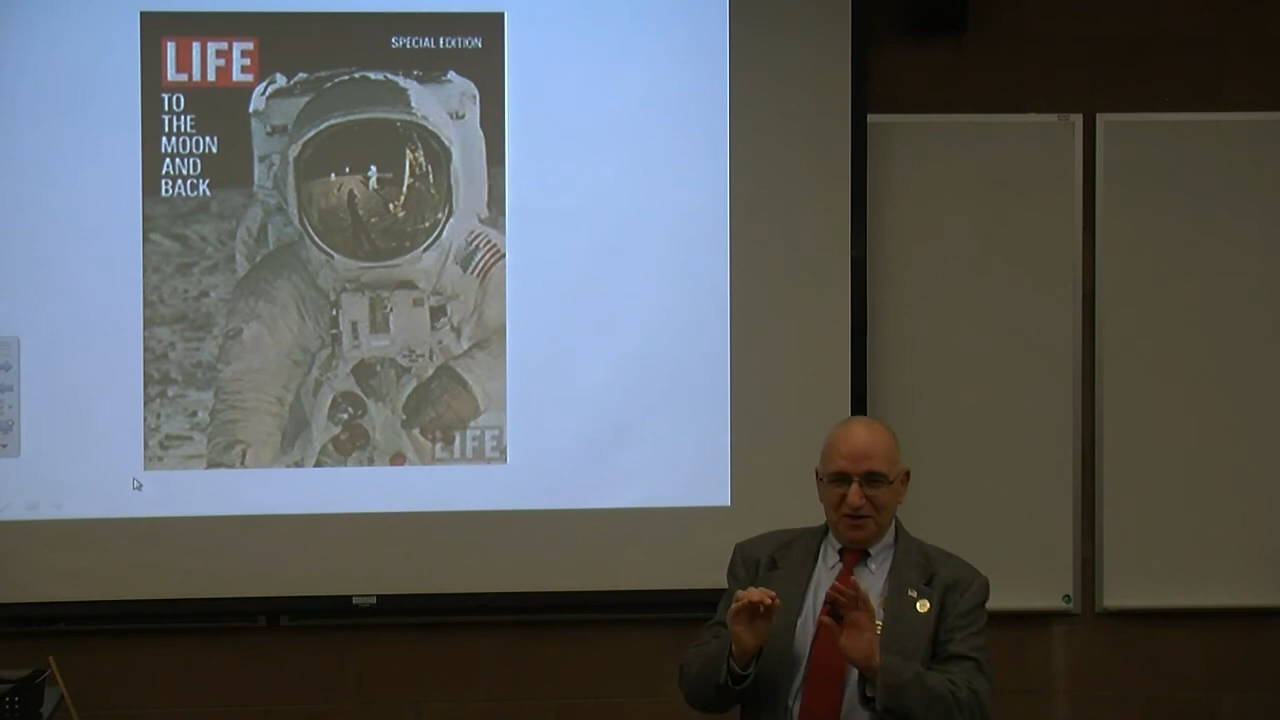 LIFE
SPECIAL EDITION
TO
THE
MOON
AND
BACK
LIFE